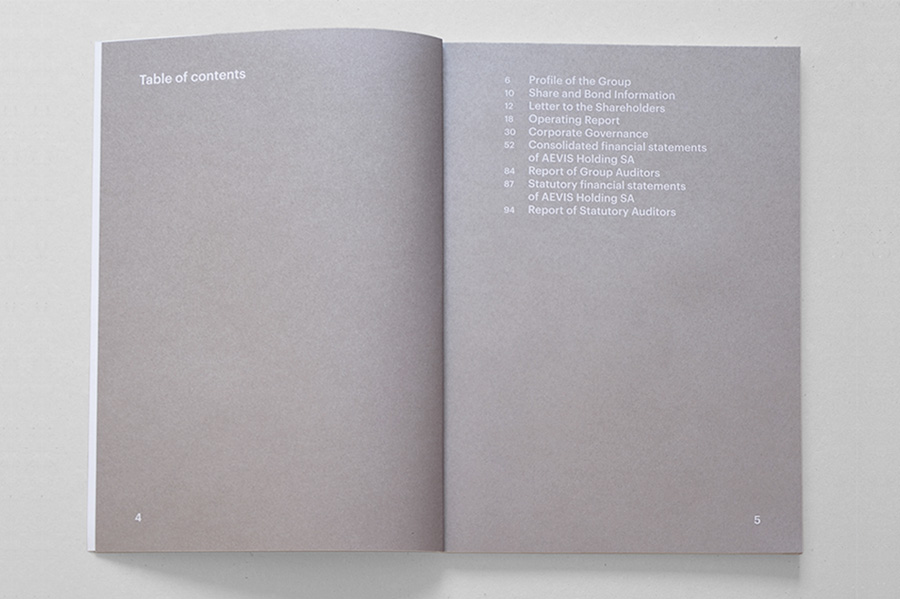 Table of contents
6 Profile of the Group
10 Share and Bond Information
12 Letter to the Shareholders
18 Operating Report
30 Corporate Governance
52 Consolidated financial statements
of AEVIS Holding SA
84 Report of Group Auditors
87 Statutory financial statements
of AEVIS Holding SA
94 Report of Statutory Auditors
4
5